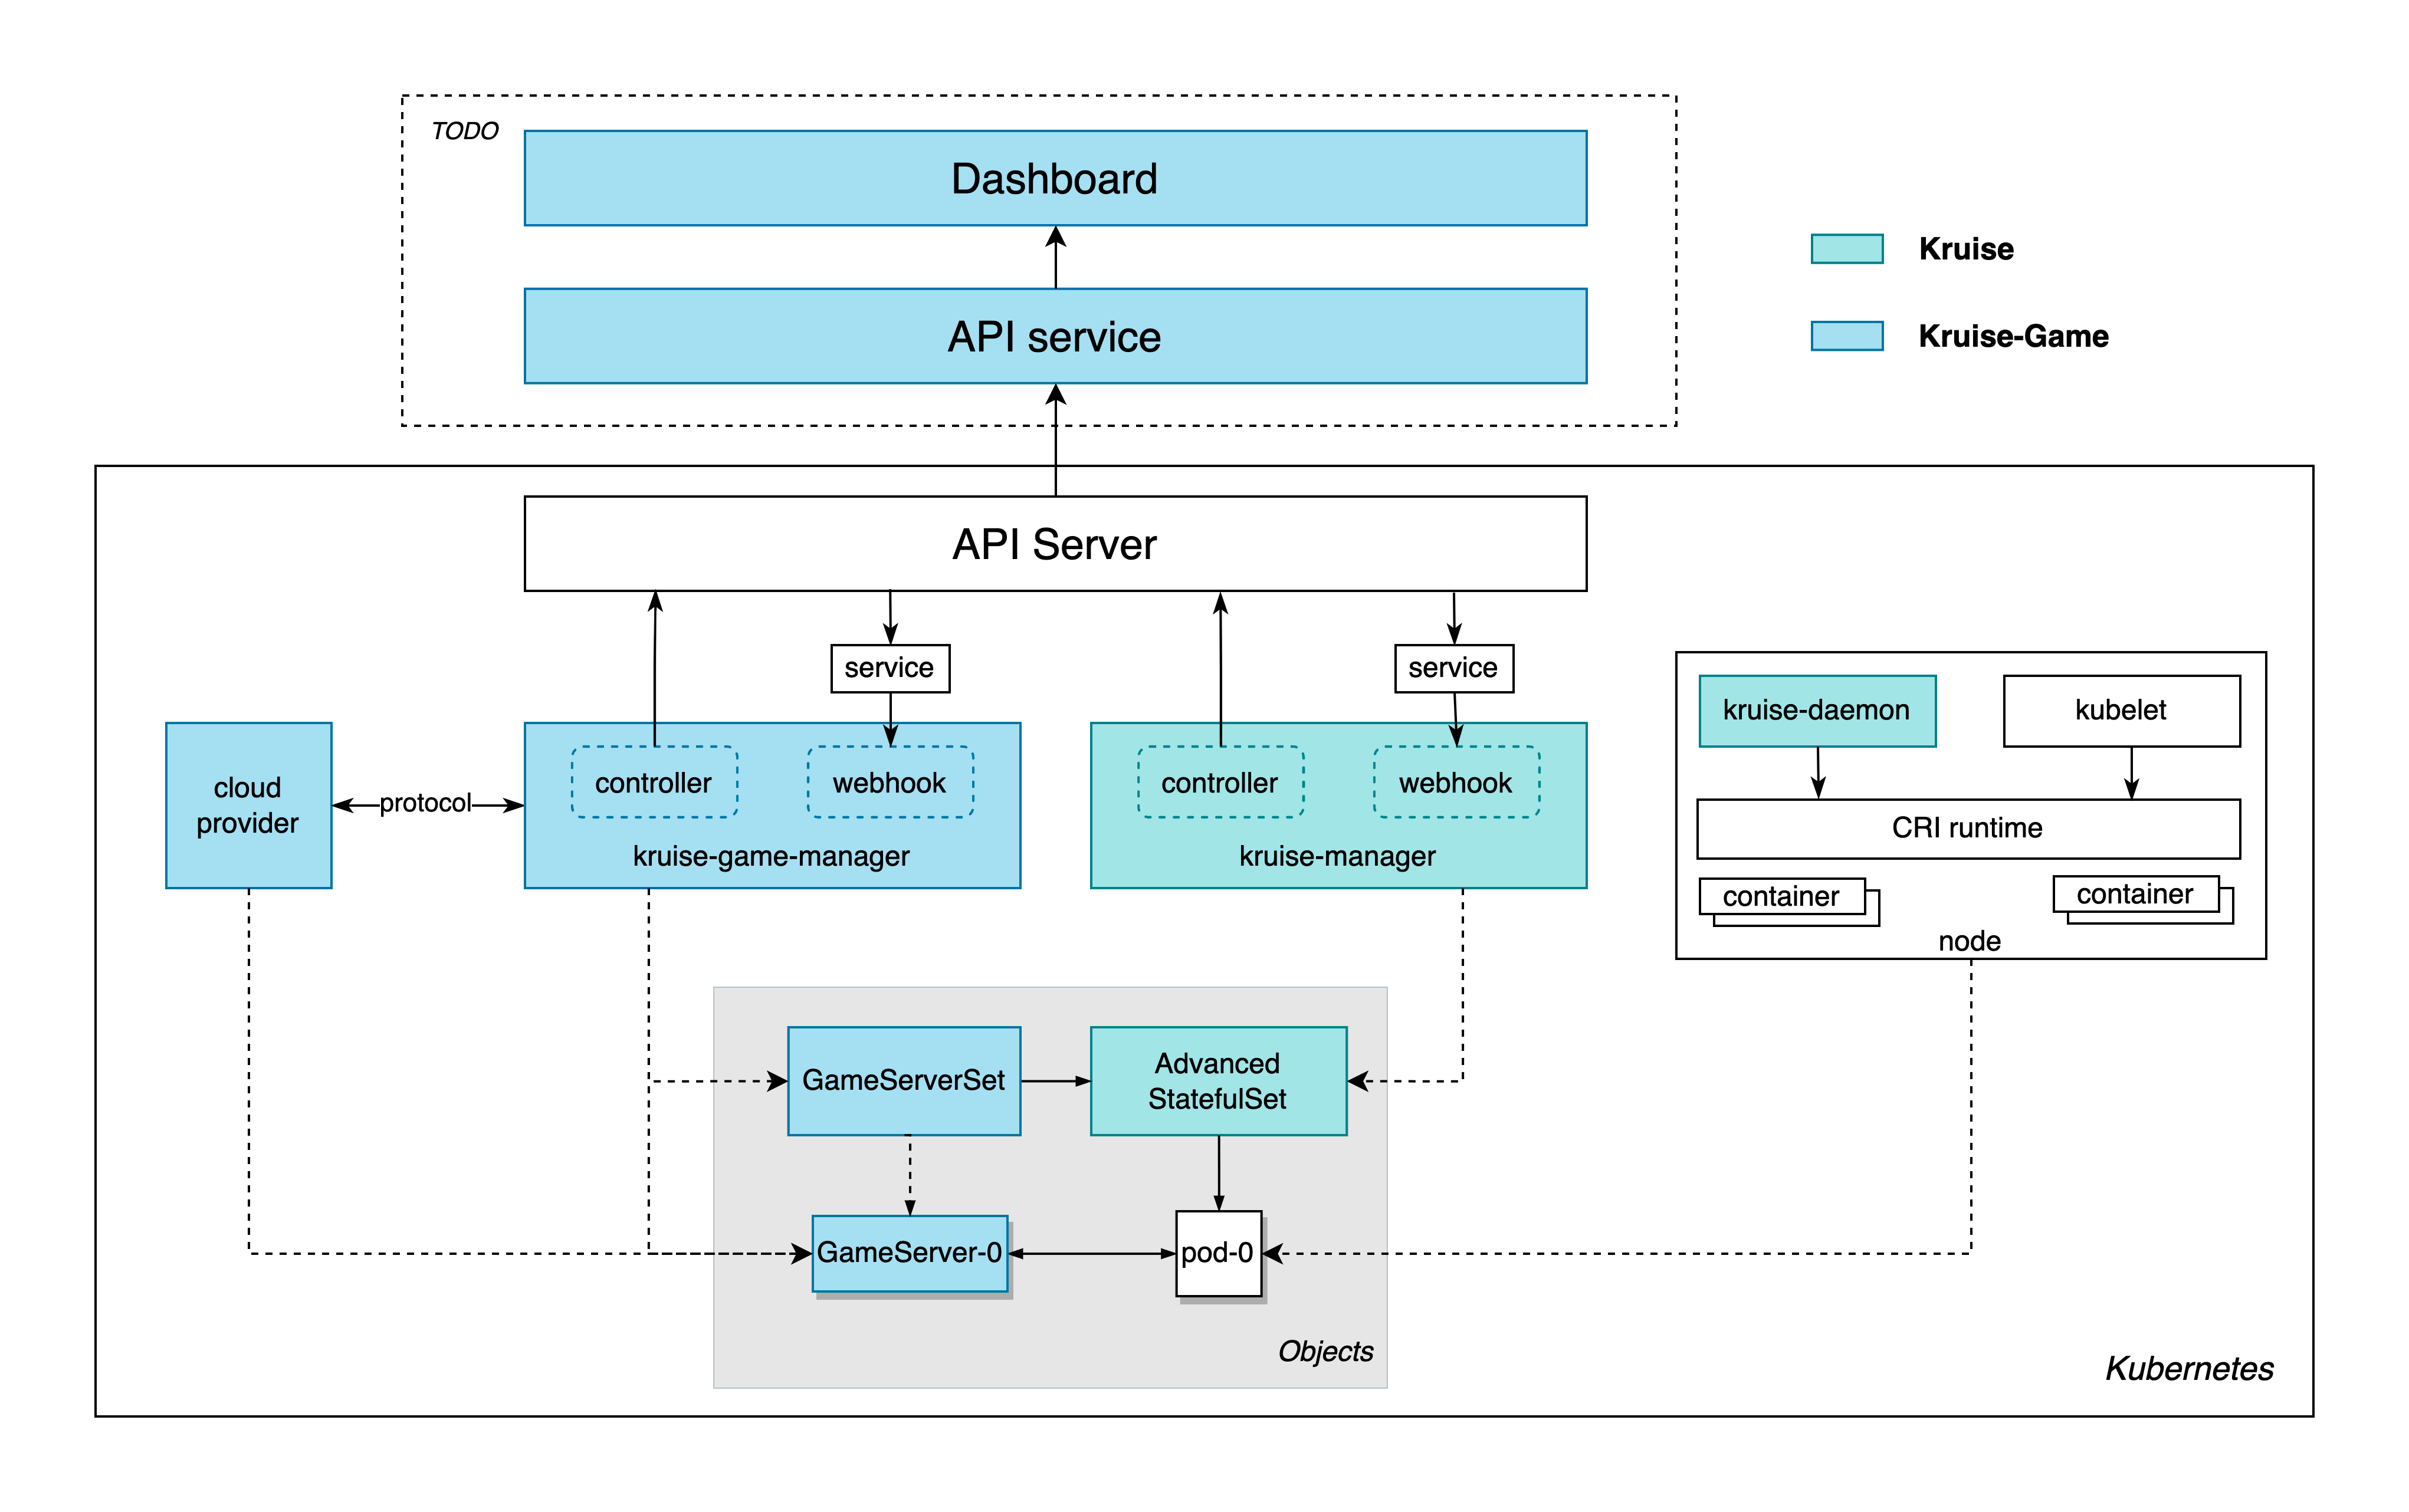 TODO
Dashboard
API service
Kruise
Kruise-Game
API Server
service
service
cloud
provider
protocol
controller
webhook
kruise-game-manager
controller
webhook
kruise-manager
kruise-daemon
kubelet
CRI runtime
container
container
node
GameServerSet
Advanced
StatefulSet
GameServer-0
pod-0
Objects
Kubernetes